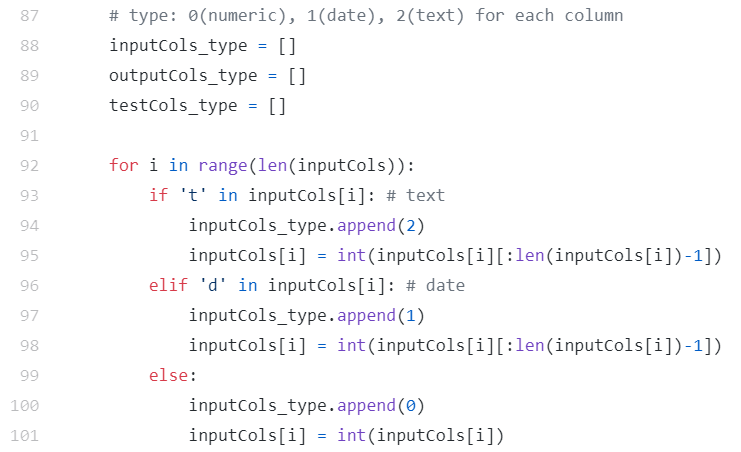 87 # type: 0(numeric), 1(date), 2(text) for each column
88 inputCols_type = []
89 outputCols_type = []
90 testCols_type = []
91
92 for i in range(len(inputCols)):
93 if 't' in inputCols[i]: # text
94 inputCols_type.append(2)
95 inputCols[i] = int(inputCols[i][:len(inputCols[i])-1])
96 elif 'd' in inputCols[i]: # date
97 inputCols_type.append(1)
98 inputCols[i] = int(inputCols[i][:len(inputCols[i])-1])
99 else:
100 inputCols_type.append(0)
101 inputCols[i] = int(inputCols[i])